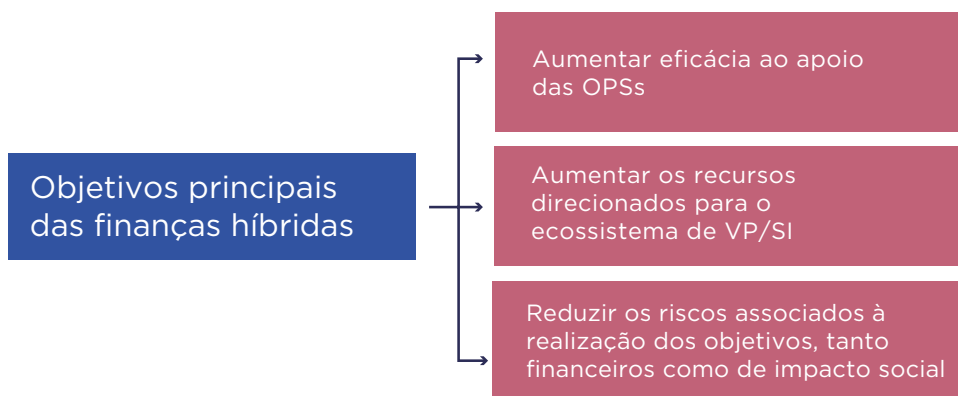 Objetivos principais
das finanças híbridas
Aumentar eficácia ao apoio
das OPSs
Aumentar os recursos
direcionados para o
ecossistema de VP/SI
Reduzir os riscos associados à
realização dos objetivos, tanto
financeiros como de impacto social